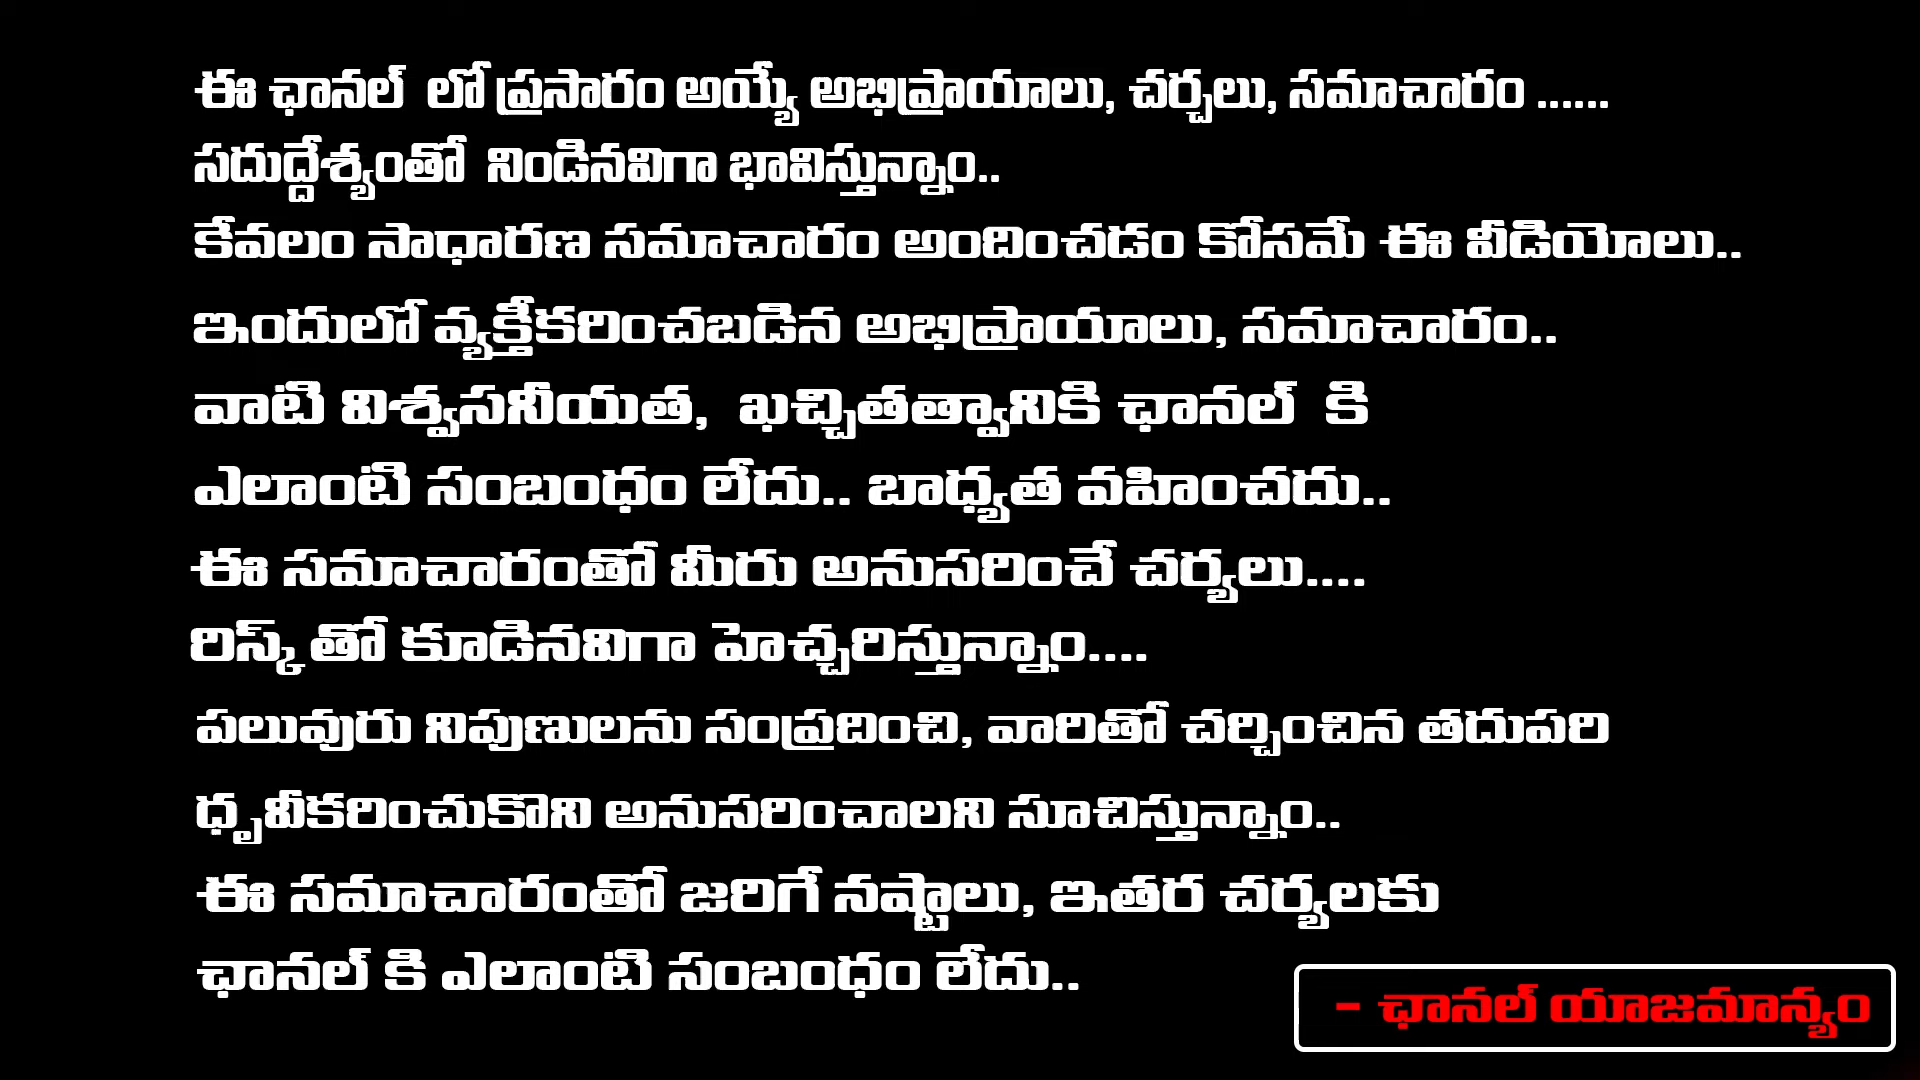 ఈ ఛానల్ లో ప్రసారం అయ్యే అభిప్రాయాలు, చర్చలు, సమాచారం ......
సదుద్దేశ్యంతో నిండినవిగా భావిస్తున్నాం..
కేవలం సాధారణ సమాచారం అందించడం కోసమే ఈ వీడియోలు..
ఇందులో వ్యక్తీకరించబడిన అభిప్రాయాలు, సమాచారం..
వాటి విశ్వసనీయత, ఖచ్చితత్వానికి ఛానల్ కి
ఎలాంటి సంబంధం లేదు.. బాధ్యత వహించదు..
ఈ సమాచారంతో మీరు అనుసరించే చర్యలు....
రిస్క్ తో కూడినవిగా హెచ్చరిస్తున్నాం....
పలువురు నిపుణులను సంప్రదించి, వారితో చర్చించిన తదుపరి
ధృవీకరించుకొని అనుసరించాలని సూచిస్తున్నాం..
ఈ సమాచారంతో జరిగే నష్టాలు, ఇతర చర్యలకు
ఛానల్ కి ఎలాంటి సంబంధం లేదు..
- ఛానల్ యాజమాన్యం